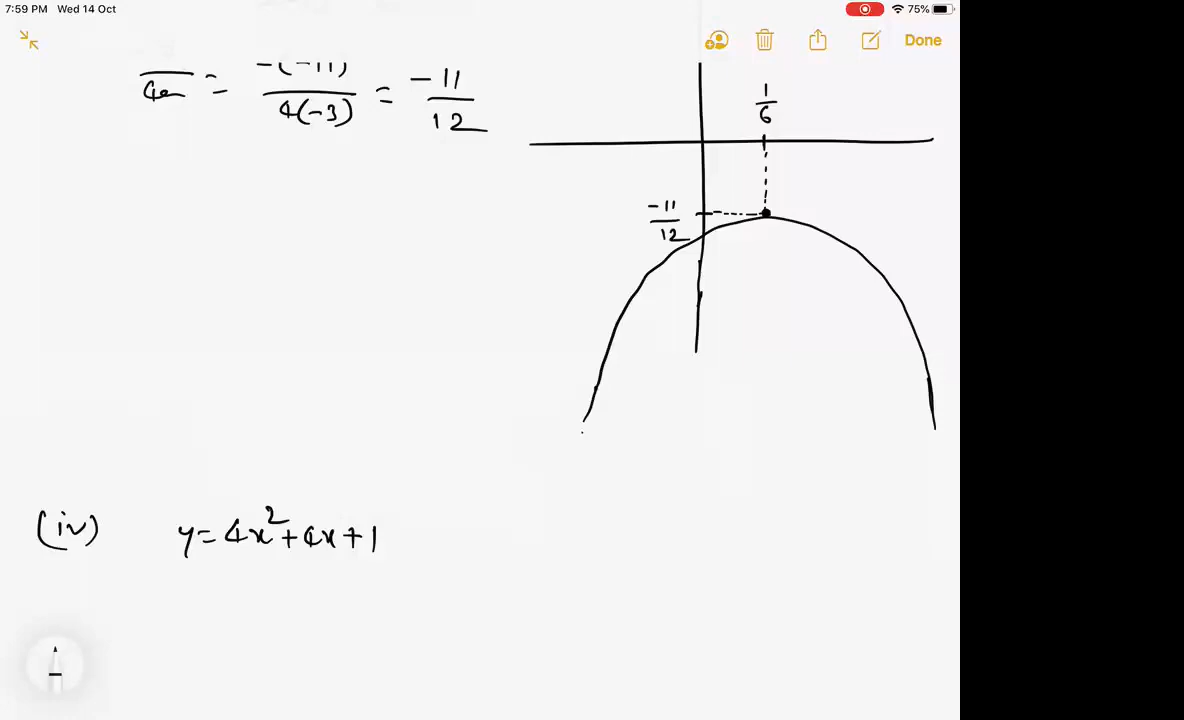 7:59 PM Wed 14 Oct
75%
Done
/4a = -(-11)/4(-3) = -11/12
1/6
-11/12
(iv) y=4x²+4x+1